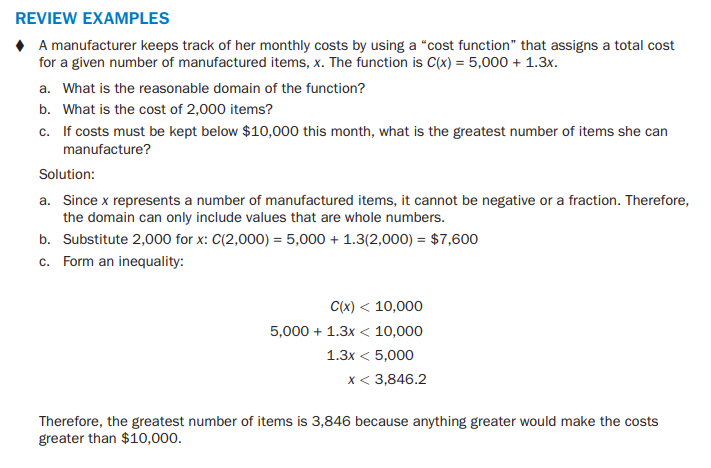 REVIEW EXAMPLES
♦ A manufacturer keeps track of her monthly costs by using a “cost function” that assigns a total cost
for a given number of manufactured items, x. The function is C(x) = 5,000 + 1.3x.
a. What is the reasonable domain of the function?
b. What is the cost of 2,000 items?
c. If costs must be kept below $10,000 this month, what is the greatest number of items she can
manufacture?
Solution:
a. Since x represents a number of manufactured items, it cannot be negative or a fraction. Therefore,
the domain can only include values that are whole numbers.
b. Substitute 2,000 for x: C(2,000) = 5,000 + 1.3(2,000) = $7,600
c. Form an inequality:
C(x) < 10,000
5,000 + 1.3x < 10,000
1.3x < 5,000
x < 3,846.2
Therefore, the greatest number of items is 3,846 because anything greater would make the costs
greater than $10,000.